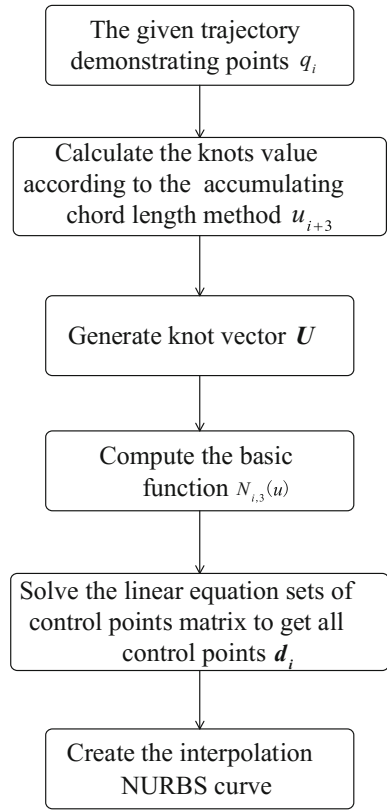 The given trajectory
demonstrating points q_i
Calculate the knots value
according to the accumulating
chord length method u_{i+3}
Generate knot vector U
Compute the basic
function N_{i,3}(u)
Solve the linear equation sets of
control points matrix to get all
control points d_i
Create the interpolation
NURBS curve